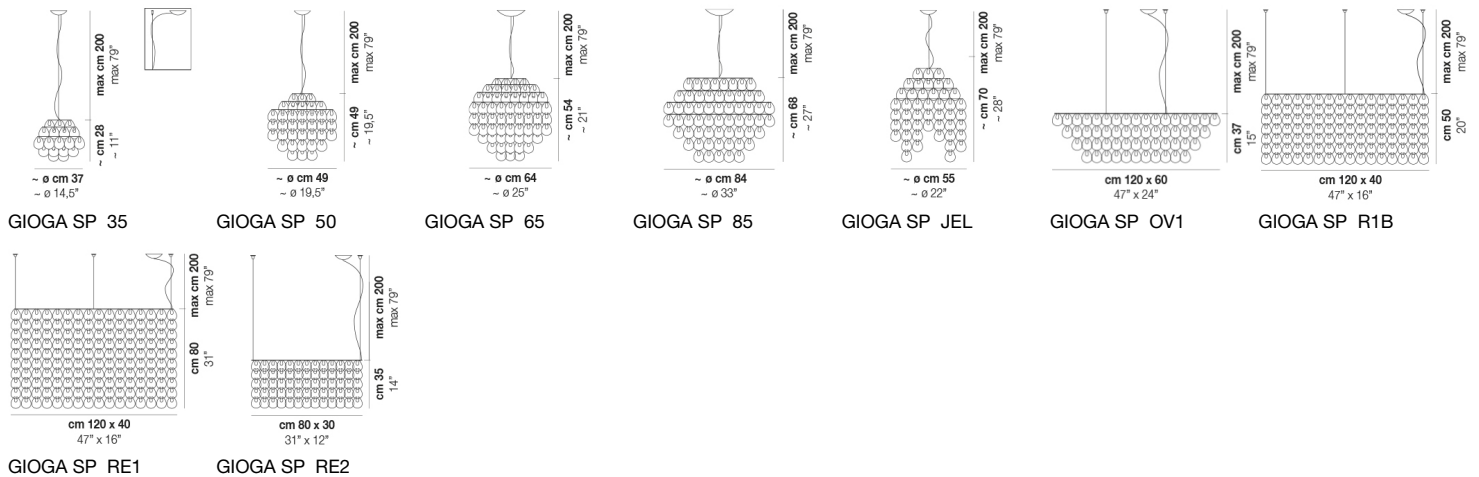 max cm 200
max 79"
~ cm 28
~ 11"
~ ø cm 37
~ ø 14,5"
GIOGA SP 35
max cm 200
max 79"
~ cm 49
~ 19,5"
~ ø cm 49
~ ø 19,5"
GIOGA SP 50
max cm 200
max 79"
~ cm 54
~ 21"
~ ø cm 64
~ ø 25"
GIOGA SP 65
max cm 200
max 79"
~ cm 68
~ 27"
~ ø cm 84
~ ø 33"
GIOGA SP 85
max cm 200
max 79"
~ cm 70
~ 28"
~ ø cm 55
~ ø 22"
GIOGA SP JEL
max cm 200
max 79"
cm 37
15"
cm 120 x 60
47" x 24"
GIOGA SP OV1
max cm 200
max 79"
cm 50
20"
cm 120 x 40
47" x 16"
GIOGA SP R1B
max cm 200
max 79"
cm 80
31"
cm 120 x 40
47" x 16"
GIOGA SP RE1
max cm 200
max 79"
cm 35
14"
cm 80 x 30
31" x 12"
GIOGA SP RE2